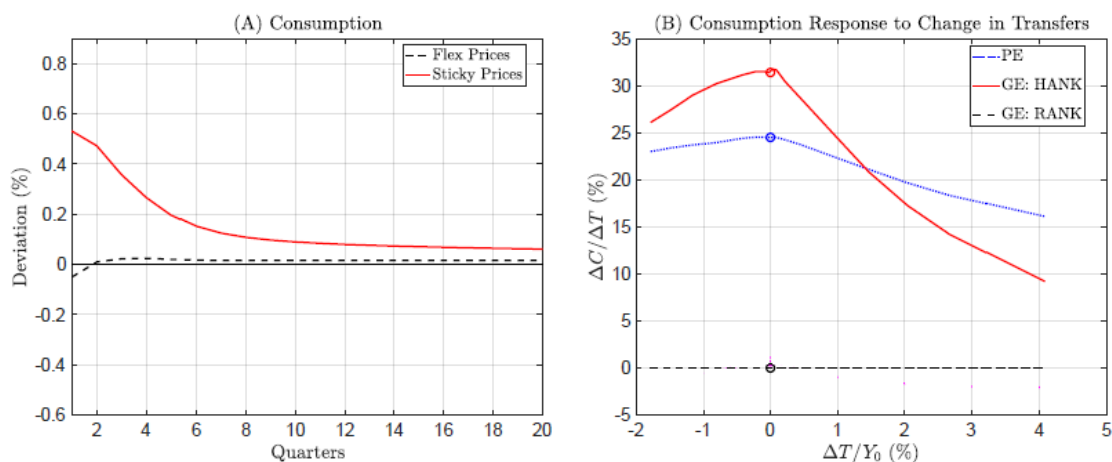 (A) Consumption
Flex Prices
Sticky Prices
0.8
0.6
0.4
0.2
0
-0.2
-0.4
-0.6
Deviation (%)
2 4 6 8 10 12 14 16 18 20
Quarters
(B) Consumption Response to Change in Transfers
PE
GE: HANK
GE: RANK
35
30
25
20
15
10
5
0
-5
ΔC/ΔT (%)
-2 -1 0 1 2 3 4 5
ΔT/Y₀ (%)